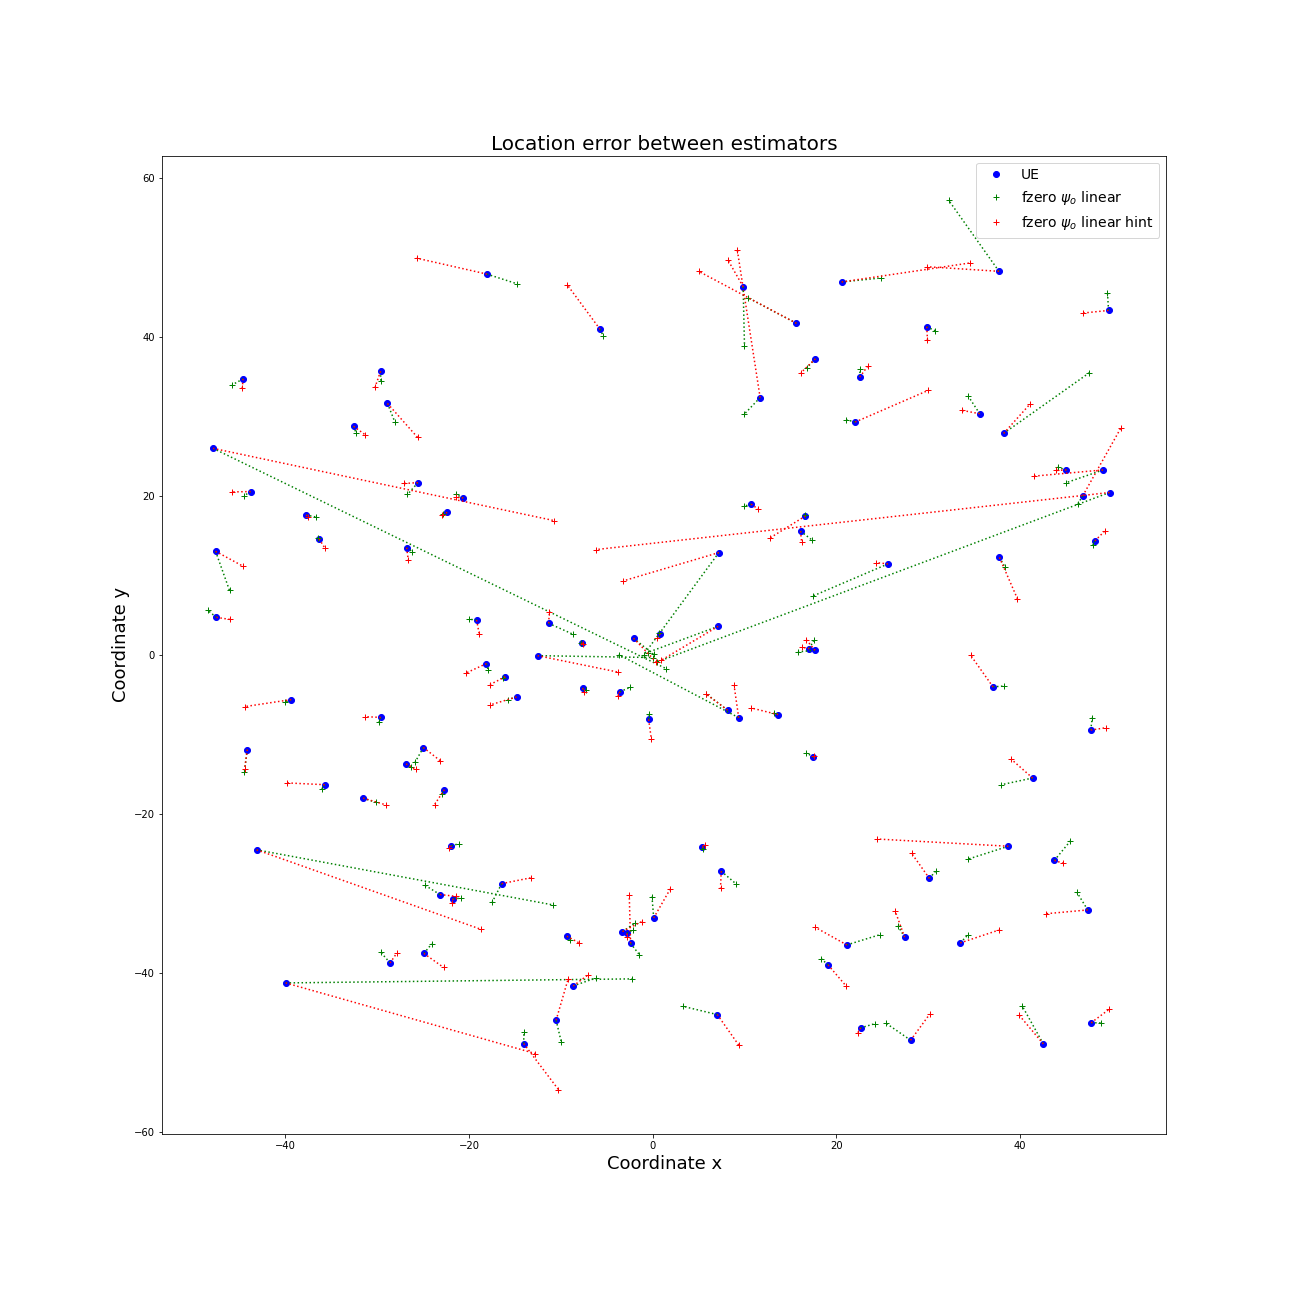 Location error between estimators
UE
fzero ψₒ linear
fzero ψₒ linear hint
60
40
20
0
−20
−40
−60
Coordinate y
−40
−20
0
20
40
Coordinate x